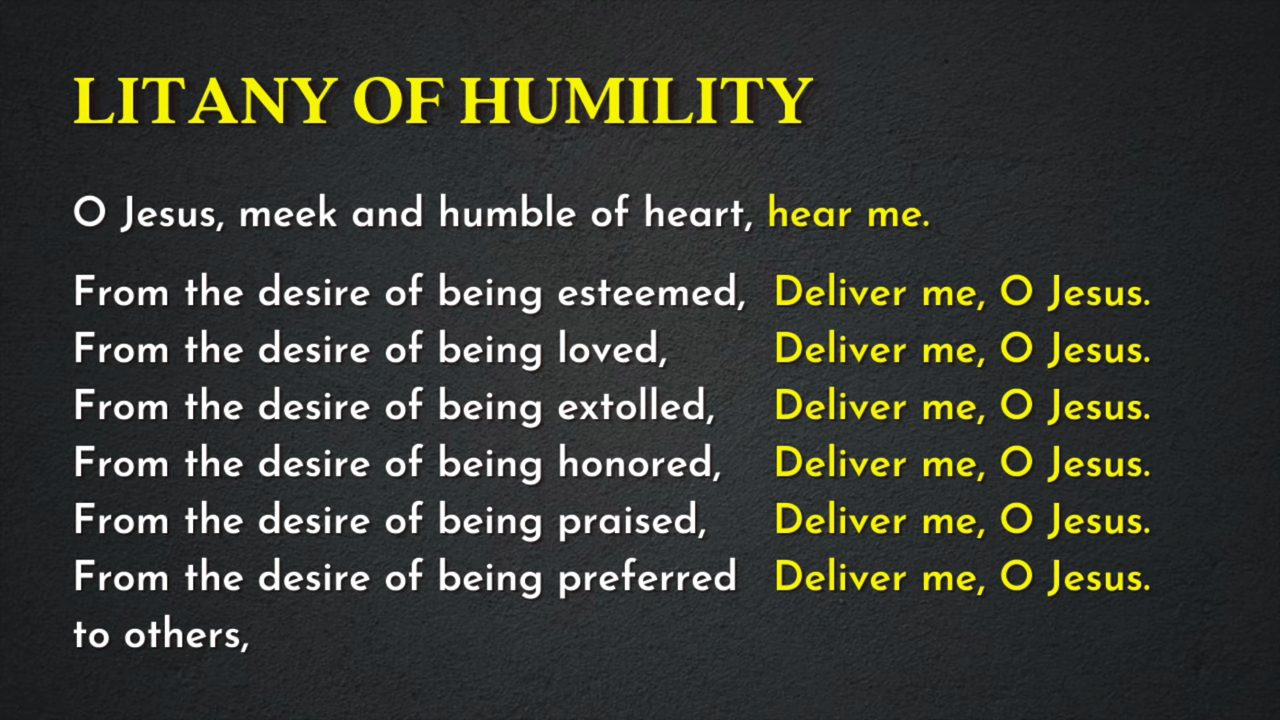 LITANY OF HUMILITY
O Jesus, meek and humble of heart, hear me.
From the desire of being esteemed, Deliver me, O Jesus.
From the desire of being loved, Deliver me, O Jesus.
From the desire of being extolled, Deliver me, O Jesus.
From the desire of being honored, Deliver me, O Jesus.
From the desire of being praised, Deliver me, O Jesus.
From the desire of being preferred Deliver me, O Jesus.
to others,